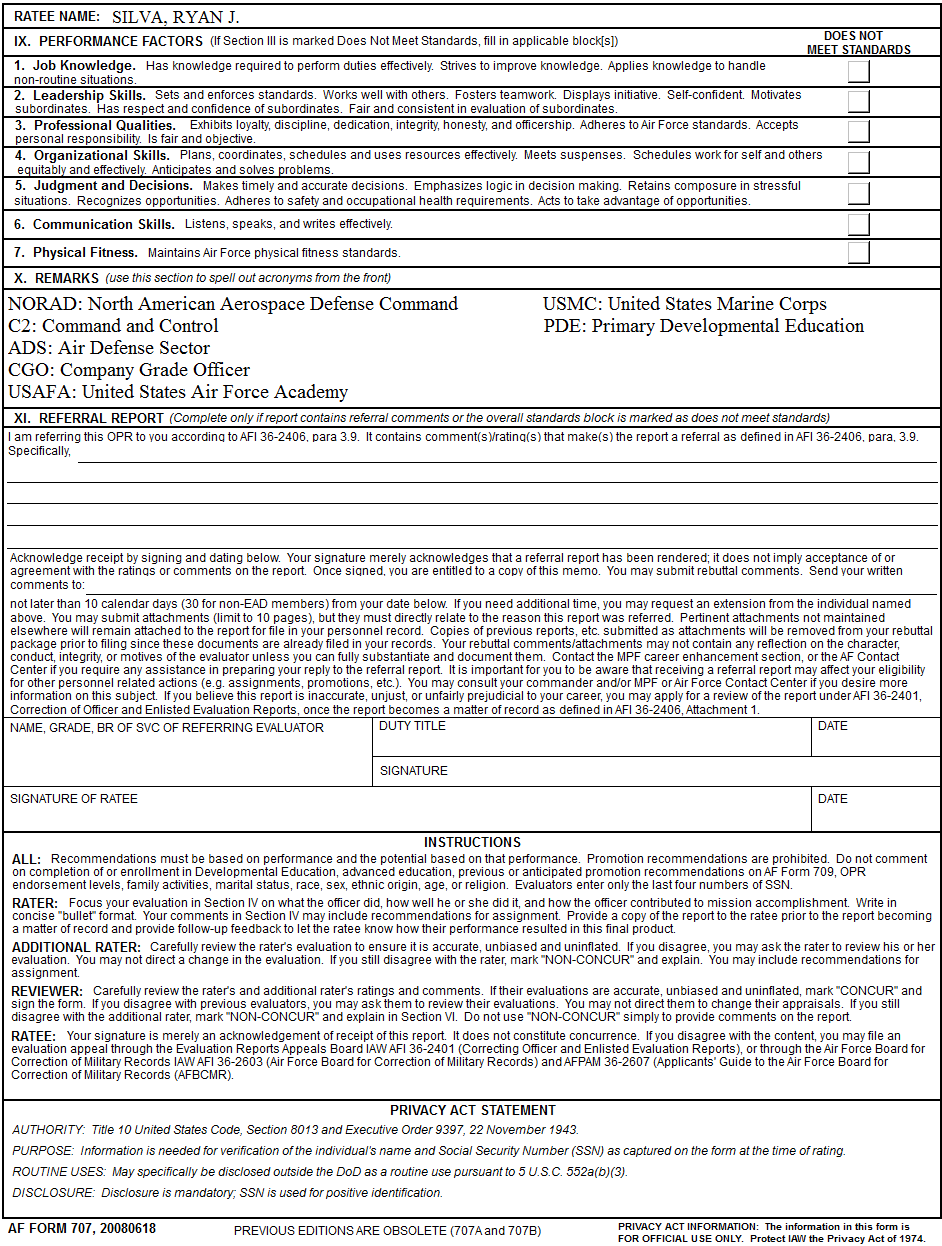 RATEE NAME: SILVA, RYAN J.
IX. PERFORMANCE FACTORS (If Section III is marked Does Not Meet Standards, fill in applicable block[s])
DOES NOT
MEET STANDARDS
1. Job Knowledge. Has knowledge required to perform duties effectively. Strives to improve knowledge. Applies knowledge to handle
non-routine situations.
2. Leadership Skills. Sets and enforces standards. Works well with others. Fosters teamwork. Displays initiative. Self-confident. Motivates
subordinates. Has respect and confidence of subordinates. Fair and consistent in evaluation of subordinates.
3. Professional Qualities. Exhibits loyalty, discipline, dedication, integrity, honesty, and officership. Adheres to Air Force standards. Accepts
personal responsibility. Is fair and objective.
4. Organizational Skills. Plans, coordinates, schedules and uses resources effectively. Meets suspenses. Schedules work for self and others
equitably and effectively. Anticipates and solves problems.
5. Judgment and Decisions. Makes timely and accurate decisions. Emphasizes logic in decision making. Retains composure in stressful
situations. Recognizes opportunities. Adheres to safety and occupational health requirements. Acts to take advantage of opportunities.
6. Communication Skills. Listens, speaks, and writes effectively.
7. Physical Fitness. Maintains Air Force physical fitness standards.
X. REMARKS (use this section to spell out acronyms from the front)
NORAD: North American Aerospace Defense Command
C2: Command and Control
ADS: Air Defense Sector
CGO: Company Grade Officer
USAFA: United States Air Force Academy
USMC: United States Marine Corps
PDE: Primary Developmental Education
XI. REFERRAL REPORT (Complete only if report contains referral comments or the overall standards block is marked as does not meet standards)
I am referring this OPR to you according to AFI 36-2406, para 3.9. It contains comment(s)/rating(s) that make(s) the report a referral as defined in AFI 36-2406, para, 3.9.
Specifically,
Acknowledge receipt by signing and dating below. Your signature merely acknowledges that a referral report has been rendered; it does not imply acceptance of or
agreement with the ratings or comments on the report. Once signed, you are entitled to a copy of this memo. You may submit rebuttal comments. Send your written
comments to:
not later than 10 calendar days (30 for non-EAD members) from your date below. If you need additional time, you may request an extension from the individual named
above. You may submit attachments (limit to 10 pages), but they must directly relate to the reason this report was referred. Pertinent attachments not maintained
elsewhere will remain attached to the report for file in your personnel record. Copies of previous reports, etc. submitted as attachments will be removed from your rebuttal
package prior to filing since these documents are already filed in your records. Your rebuttal comments/attachments may not contain any reflection on the character,
conduct, integrity, or motives of the evaluator unless you can fully substantiate and document them. Contact the MPF career enhancement section, or the AF Contact
Center if you require any assistance in preparing your reply to the referral report. It is important for you to be aware that receiving a referral report may affect your eligibility
for other personnel related actions (e.g. assignments, promotions, etc.). You may consult your commander and/or MPF or Air Force Contact Center if you desire more
information on this subject. If you believe this report is inaccurate, unjust, or unfairly prejudicial to your career, you may apply for a review of the report under AFI 36-2401,
Correction of Officer and Enlisted Evaluation Reports, once the report becomes a matter of record as defined in AFI 36-2406, Attachment 1.
NAME, GRADE, BR OF SVC OF REFERRING EVALUATOR
DUTY TITLE
DATE
SIGNATURE
SIGNATURE OF RATEE
DATE
INSTRUCTIONS
ALL: Recommendations must be based on performance and the potential based on that performance. Promotion recommendations are prohibited. Do not comment
on completion of or enrollment in Developmental Education, advanced education, previous or anticipated promotion recommendations on AF Form 709, OPR
endorsement levels, family activities, marital status, race, sex, ethnic origin, age, or religion. Evaluators enter only the last four numbers of SSN.
RATER: Focus your evaluation in Section IV on what the officer did, how well he or she did it, and how the officer contributed to mission accomplishment. Write in
concise "bullet" format. Your comments in Section IV may include recommendations for assignment. Provide a copy of the report to the ratee prior to the report becoming
a matter of record and provide follow-up feedback to let the ratee know how their performance resulted in this final product.
ADDITIONAL RATER: Carefully review the rater's evaluation to ensure it is accurate, unbiased and uninflated. If you disagree, you may ask the rater to review his or her
evaluation. You may not direct a change in the evaluation. If you still disagree with the rater, mark "NON-CONCUR" and explain. You may include recommendations for
assignment.
REVIEWER: Carefully review the rater's and additional rater's ratings and comments. If their evaluations are accurate, unbiased and uninflated, mark "CONCUR" and
sign the form. If you disagree with previous evaluators, you may ask them to review their evaluations. You may not direct them to change their appraisals. If you still
disagree with the additional rater, mark "NON-CONCUR" and explain in Section VI. Do not use "NON-CONCUR" simply to provide comments on the report.
RATEE: Your signature is merely an acknowledgement of receipt of this report. It does not constitute concurrence. If you disagree with the content, you may file an
evaluation appeal through the Evaluation Reports Appeals Board IAW AFI 36-2401 (Correcting Officer and Enlisted Evaluation Reports), or through the Air Force Board for
Correction of Military Records IAW AFI 36-2603 (Air Force Board for Correction of Military Records) and AFPAM 36-2607 (Applicants' Guide to the Air Force Board for
Correction of Military Records (AFBCMR).
PRIVACY ACT STATEMENT
AUTHORITY: Title 10 United States Code, Section 8013 and Executive Order 9397, 22 November 1943.
PURPOSE: Information is needed for verification of the individual's name and Social Security Number (SSN) as captured on the form at the time of rating.
ROUTINE USES: May specifically be disclosed outside the DoD as a routine use pursuant to 5 U.S.C. 552a(b)(3).
DISCLOSURE: Disclosure is mandatory; SSN is used for positive identification.
AF FORM 707, 20080618
PREVIOUS EDITIONS ARE OBSOLETE (707A and 707B)
PRIVACY ACT INFORMATION: The information in this form is
FOR OFFICIAL USE ONLY. Protect IAW the Privacy Act of 1974.